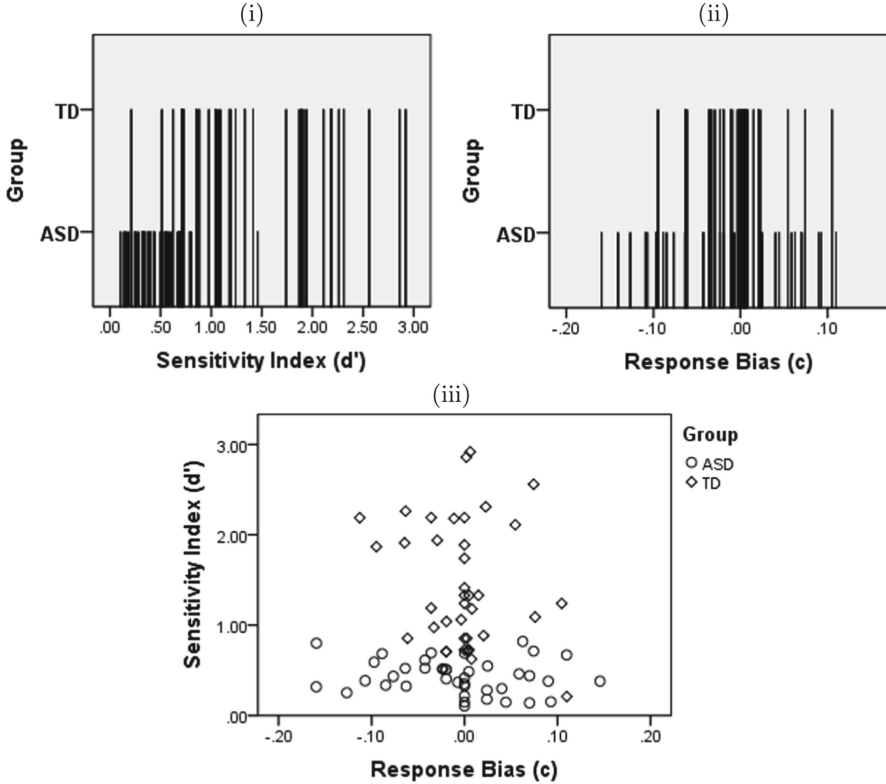 (i)
Group
TD
ASD
.00 .50 1.00 1.50 2.00 2.50 3.00
Sensitivity Index (d')
(ii)
Group
TD
ASD
-.20 -.10 .00 .10
Response Bias (c)
(iii)
Sensitivity Index (d')
3.00
2.00
1.00
.00
-.20 -.10 .00 .10 .20
Response Bias (c)
Group
ASD
TD